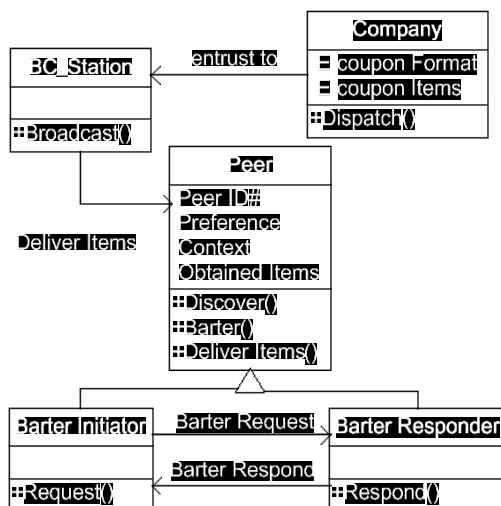 Company
BC_Station
entrust to
coupon Format
coupon Items
Broadcast()
Dispatch()
Peer
Peer ID#
Preference
Context
Obtained Items
Deliver Items
Discover()
Barter()
Deliver Items()
Barter Initiator
Barter Request
Barter Responder
Barter Respond
Request()
Respond()